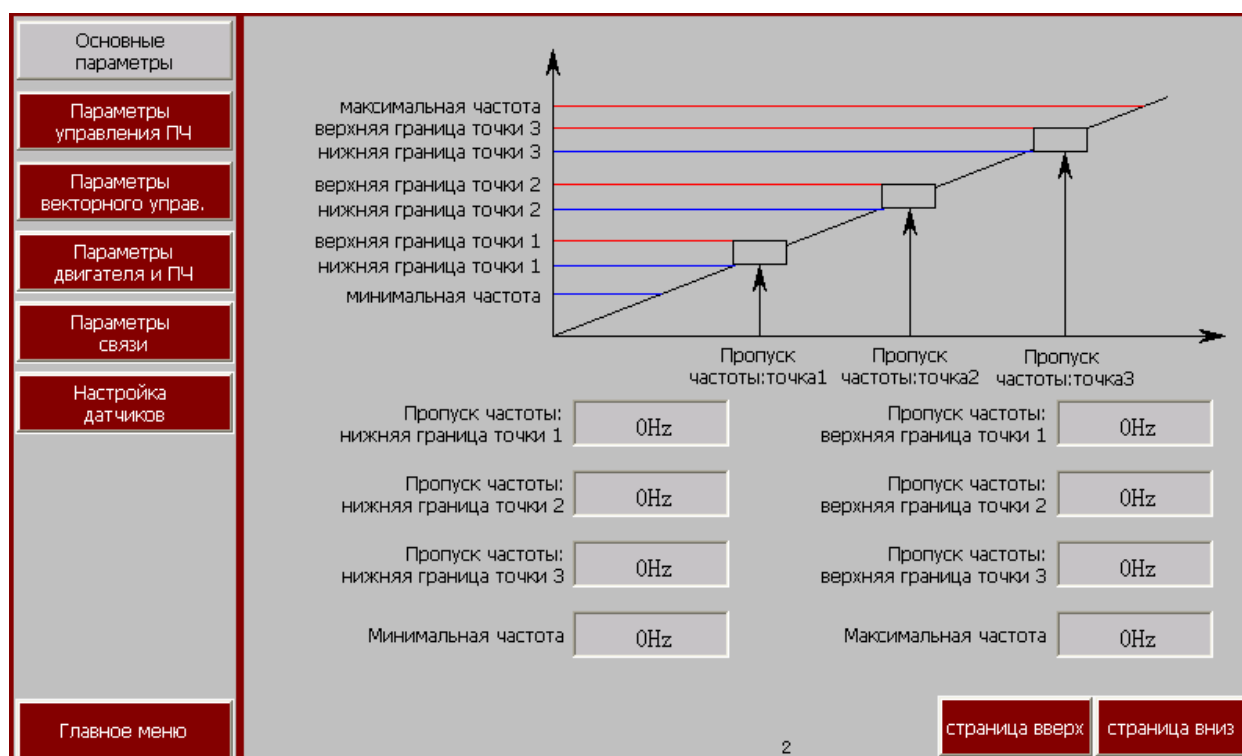 Основные
параметры
Параметры
управления ПЧ
Параметры
векторного управ.
Параметры
двигателя и ПЧ
Параметры
связи
Настройка
датчиков
Главное меню
максимальная частота
верхняя граница точки 3
нижняя граница точки 3
верхняя граница точки 2
нижняя граница точки 2
верхняя граница точки 1
нижняя граница точки 1
минимальная частота
Пропуск
частоты:точка1
Пропуск
частоты:точка2
Пропуск
частоты:точка3
Пропуск частоты:
нижняя граница точки 1
0Hz
Пропуск частоты:
верхняя граница точки 1
0Hz
Пропуск частоты:
нижняя граница точки 2
0Hz
Пропуск частоты:
верхняя граница точки 2
0Hz
Пропуск частоты:
нижняя граница точки 3
0Hz
Пропуск частоты:
верхняя граница точки 3
0Hz
Минимальная частота
0Hz
Максимальная частота
0Hz
2
страница вверх
страница вниз